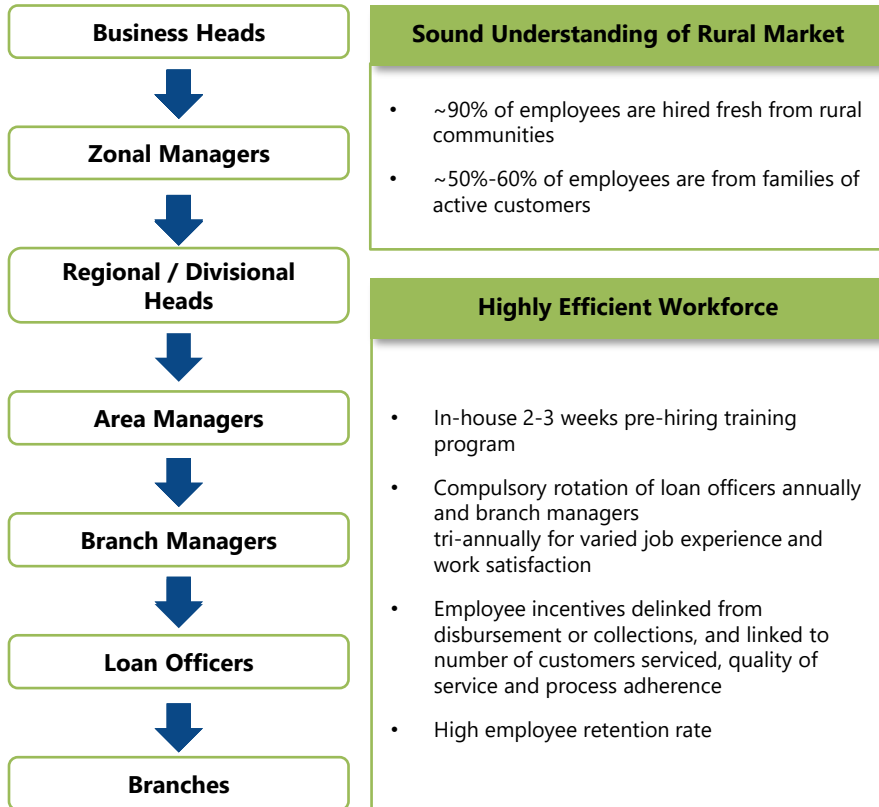 Business Heads
Zonal Managers
Regional / Divisional
Heads
Area Managers
Branch Managers
Loan Officers
Branches
Sound Understanding of Rural Market
• ~90% of employees are hired fresh from rural
communities
• ~50%-60% of employees are from families of
active customers
Highly Efficient Workforce
• In-house 2-3 weeks pre-hiring training
program
• Compulsory rotation of loan officers annually
and branch managers
tri-annually for varied job experience and
work satisfaction
• Employee incentives delinked from
disbursement or collections, and linked to
number of customers serviced, quality of
service and process adherence
• High employee retention rate